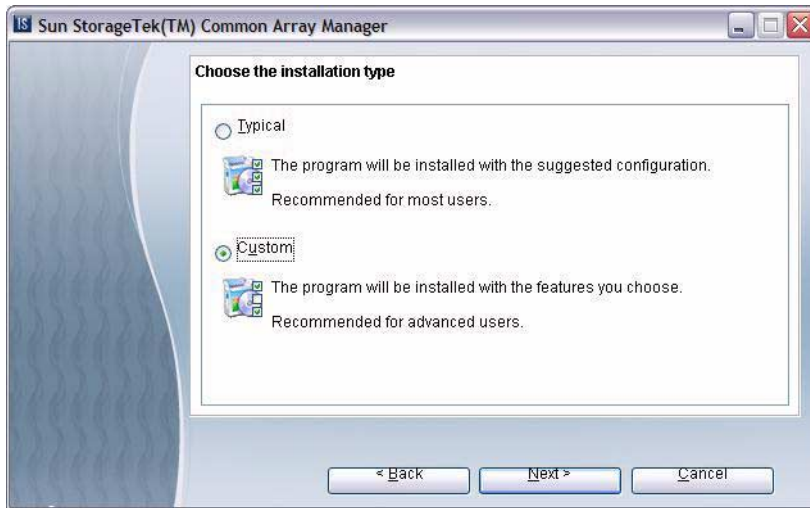 IS Sun StorageTek(TM) Common Array Manager
Choose the installation type
Typical
The program will be installed with the suggested configuration.
Recommended for most users.
Custom
The program will be installed with the features you choose.
Recommended for advanced users.
< Back Next > Cancel